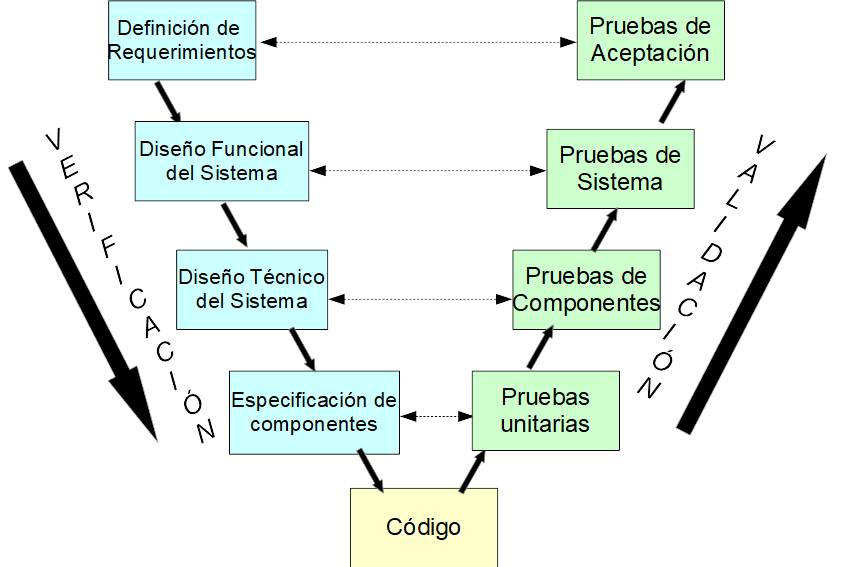 Definición de
Requerimientos
Pruebas de
Aceptación
Diseño Funcional
del Sistema
Pruebas de
Sistema
Diseño Técnico
del Sistema
Pruebas de
Componentes
Especificación de
componentes
Pruebas
unitarias
Código
VERIFICACIÓN
VALIDACIÓN